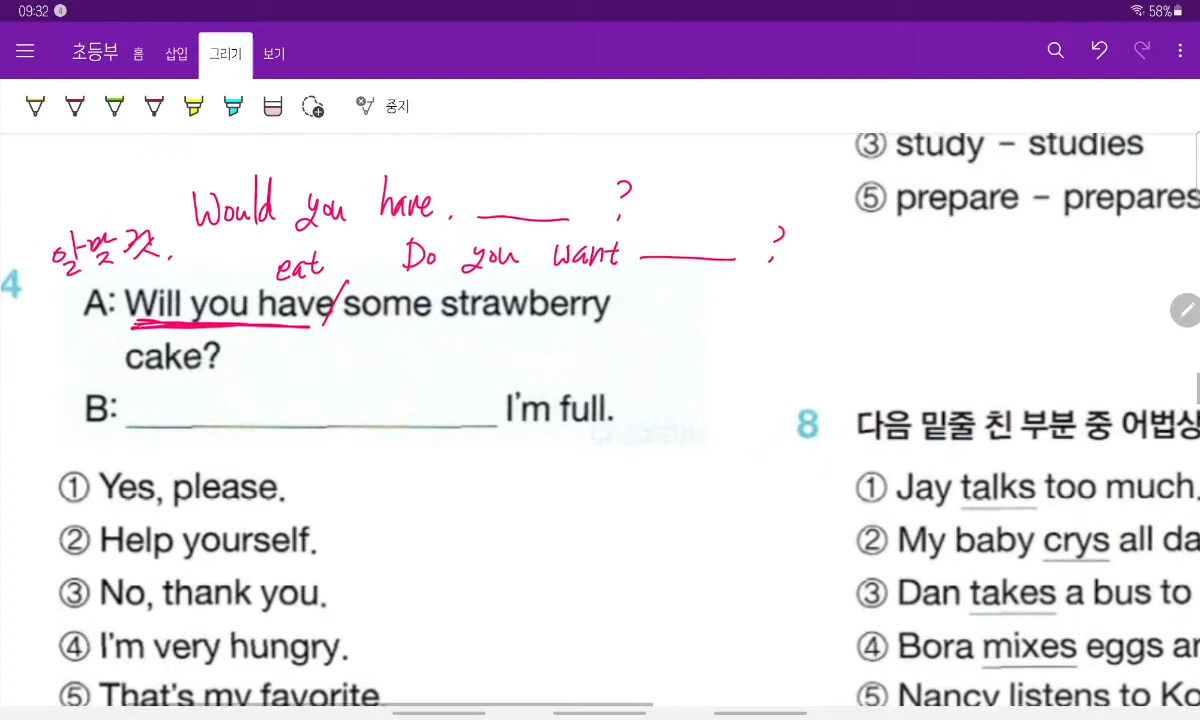 09:32 4 58%
초등부 홈 삽입 그리기 보기
중지
Would you have. ?
알맞 것.
eat Do you want ?
4
A: Will you have/some strawberry
cake?
B: I'm full.
① Yes, please.
② Help yourself.
③ No, thank you.
④ I'm very hungry.
⑤ That's my favorite
③ study – studies
⑤ prepare – prepares
8 다음 밑줄 친 부분 중 어법상
① Jay talks too much.
② My baby crys all da
③ Dan takes a bus to
④ Bora mixes eggs ar
⑤ Nancy listens to Ko